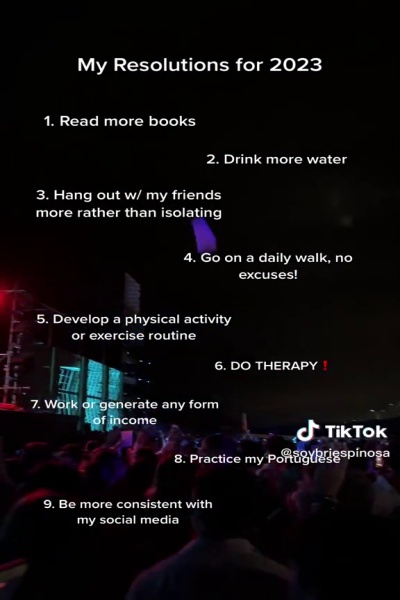 My Resolutions for 2023
1. Read more books
2. Drink more water
3. Hang out w/ my friends
more rather than isolating
4. Go on a daily walk, no
excuses!
5. Develop a physical activity
or exercise routine
6. DO THERAPY❗
7. Work or generate any form
of income
TikTok
@soybriespinosa
8. Practice my Portuguese
9. Be more consistent with
my social media